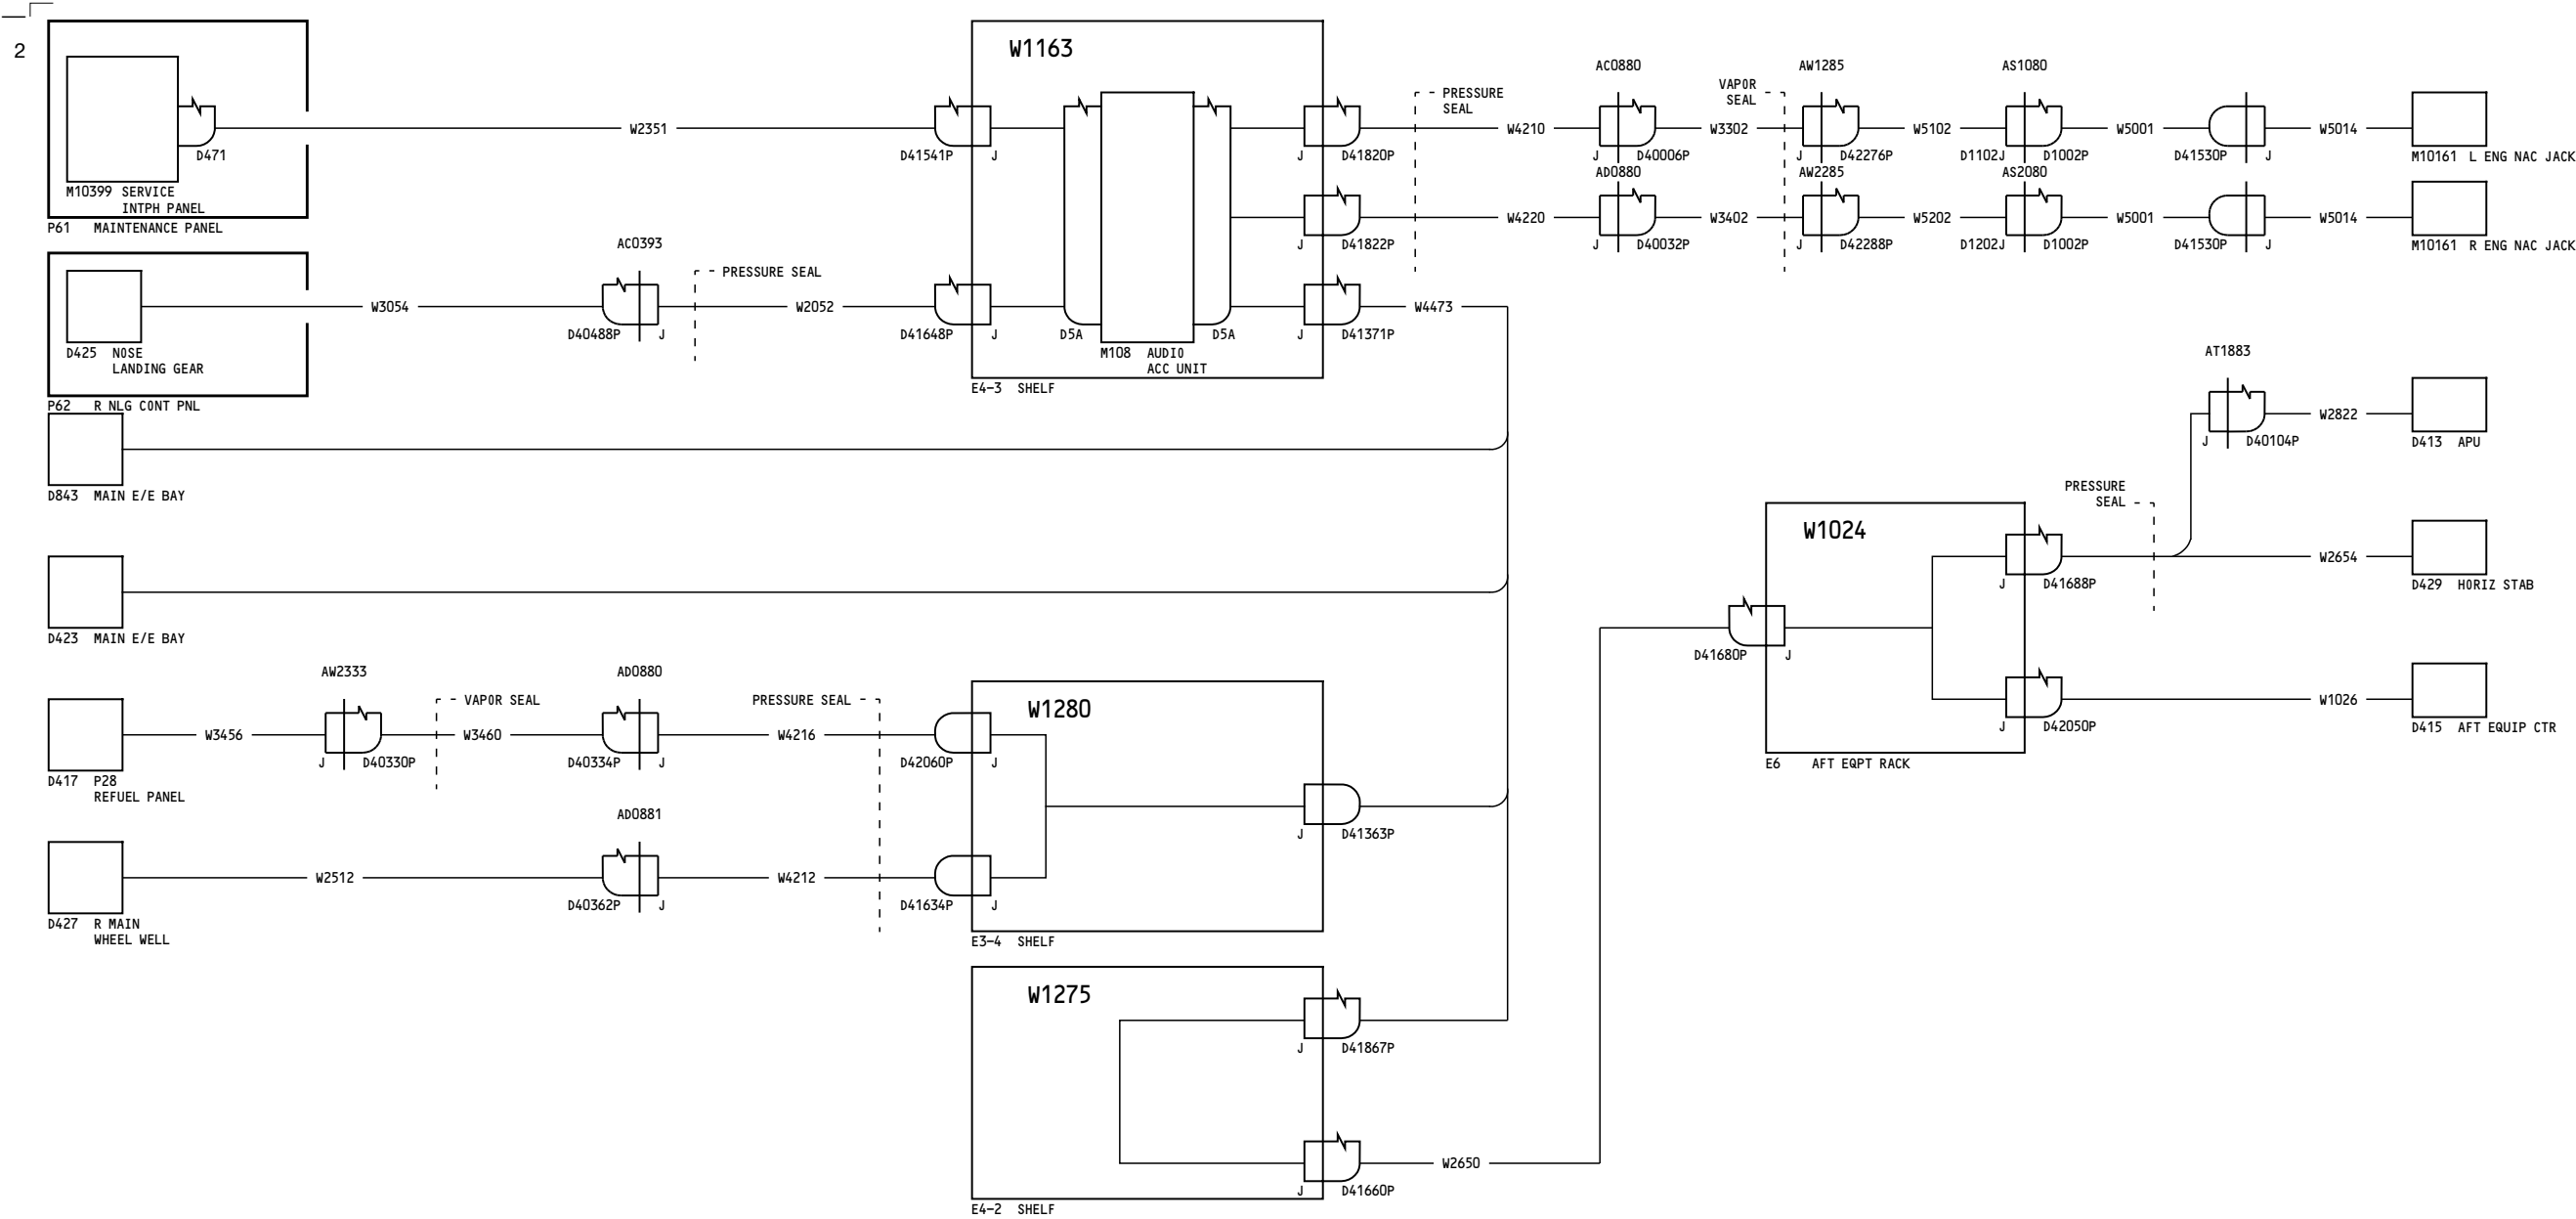 2
W1163
AC0880
VAPOR
SEAL
AW1285
AS1080
PRESSURE
SEAL
W2351
W4210
W3302
W5102
W5001
W5014
D471
D41541P J
J D41820P
J D40006P
J D42276P
D1102J D1002P
D41530P J
M10161 L ENG NAC JACK
M10399 SERVICE
INTPH PANEL
P61 MAINTENANCE PANEL
AD0880
AW2285
AS2080
W4220
W3402
W5202
W5001
W5014
J D41822P
J D40032P
J D42288P
D1202J D1002P
D41530P J
M10161 R ENG NAC JACK
AC0393
PRESSURE SEAL
W3054
W2052
W4473
D40488P J
D41648P J
D5A
D5A
J D41371P
D425 NOSE
LANDING GEAR
M108 AUDIO
ACC UNIT
E4-3 SHELF
P62 R NLG CONT PNL
AT1883
W2822
J D40104P
D413 APU
D843 MAIN E/E BAY
PRESSURE
SEAL
W1024
W2654
J D41688P
D429 HORIZ STAB
D423 MAIN E/E BAY
D41680P J
AW2333
VAPOR SEAL
AD0880
PRESSURE SEAL
W1280
W1026
W3456
W3460
W4216
J D42050P
D415 AFT EQUIP CTR
J D40330P
D40334P J
D42060P J
E6 AFT EQPT RACK
D417 P28
REFUEL PANEL
AD0881
J D41363P
W2512
W4212
D40362P J
D41634P J
D427 R MAIN
WHEEL WELL
E3-4 SHELF
W1275
J D41867P
W2650
J D41660P
E4-2 SHELF